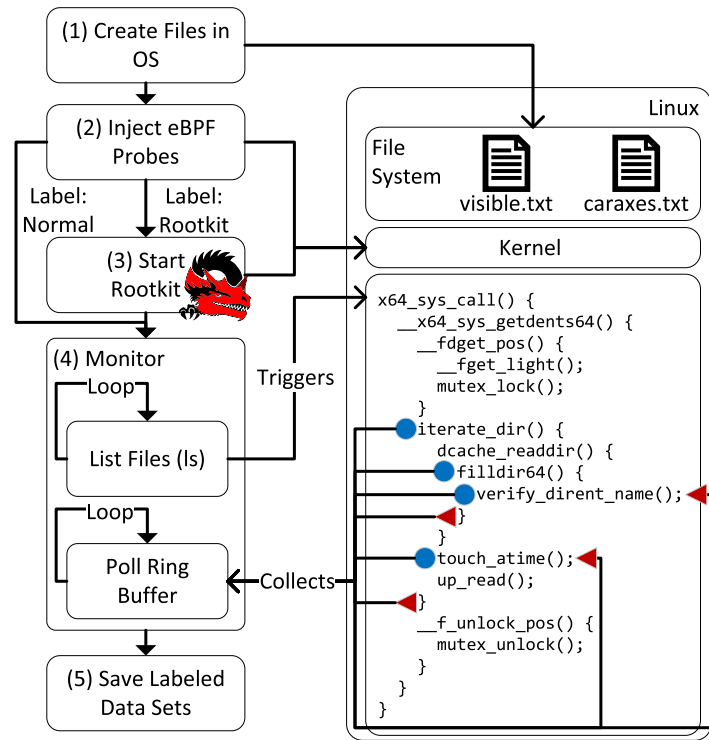 (1) Create Files in
OS
(2) Inject eBPF
Probes
Label:
Normal
Label:
Rootkit
(3) Start
Rootkit
(4) Monitor
Loop
List Files (ls)
Loop
Poll Ring
Buffer
(5) Save Labeled
Data Sets
Triggers
Collects
Linux
File
System
visible.txt
caraxes.txt
Kernel
x64_sys_call() {
__x64_sys_getdents64() {
__fdget_pos() {
__fget_light();
mutex_lock();
}
iterate_dir() {
dcache_readdir() {
filldir64() {
verify_dirent_name();
}
}
touch_atime();
up_read();
}
__f_unlock_pos() {
mutex_unlock();
}
}
}